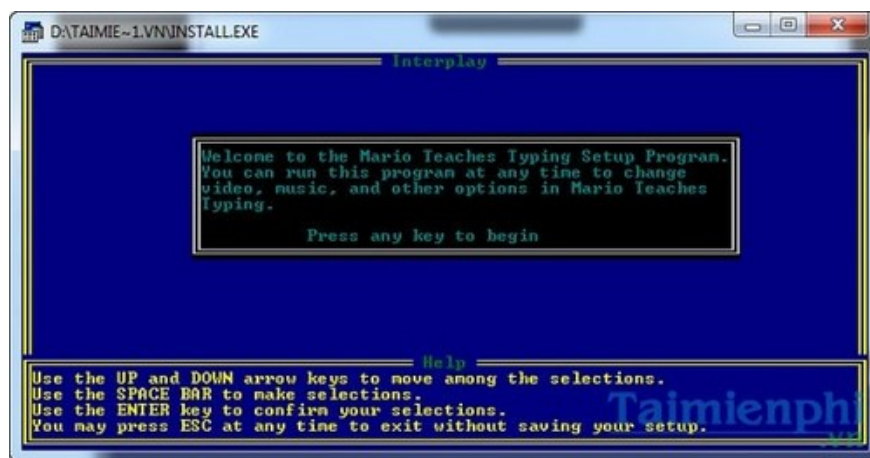 D:\TAIMIE~1.VN\INSTALL.EXE
Interplay
Welcome to the Mario Teaches Typing Setup Program.
You can run this program at any time to change
video, music, and other options in Mario Teaches
Typing.
Press any key to begin
Help
Use the UP and DOWN arrow keys to move among the selections.
Use the SPACE BAR to make selections.
Use the ENTER key to confirm your selections.
You may press ESC at any time to exit without saving your setup.
Taimienphi
.vn